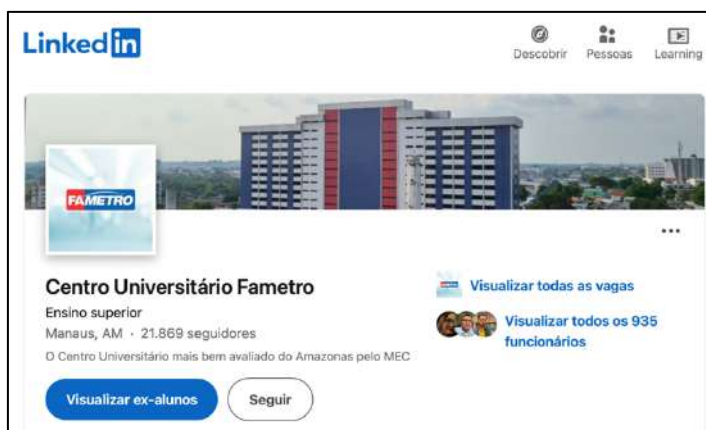 Linked in
Descobrir Pessoas Learning
FAMETRO
Centro Universitário Fametro
Ensino superior
Manaus, AM · 21.869 seguidores
O Centro Universitário mais bem avaliado do Amazonas pelo MEC
Visualizar ex-alunos Seguir
Visualizar todas as vagas
Visualizar todos os 935
funcionários